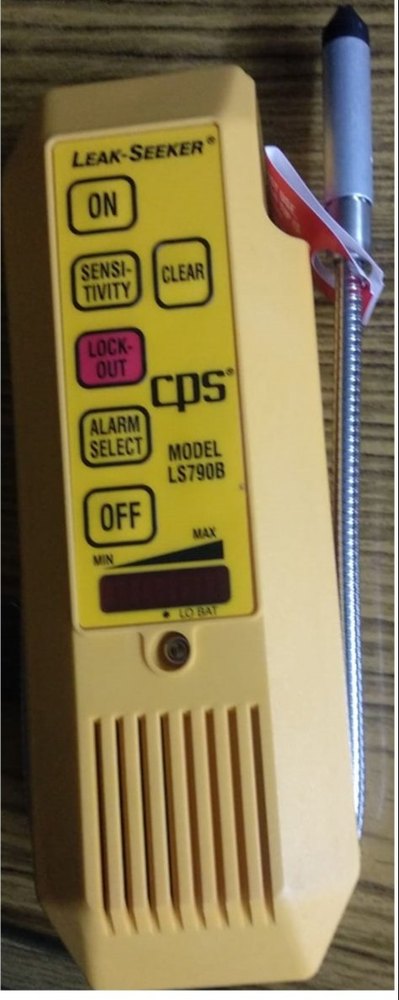 LEAK-SEEKER®
ON
SENSI-
TIVITY
CLEAR
LOCK-
OUT
cps®
ALARM
SELECT
MODEL
LS790B
OFF
MIN
MAX
LO BAT